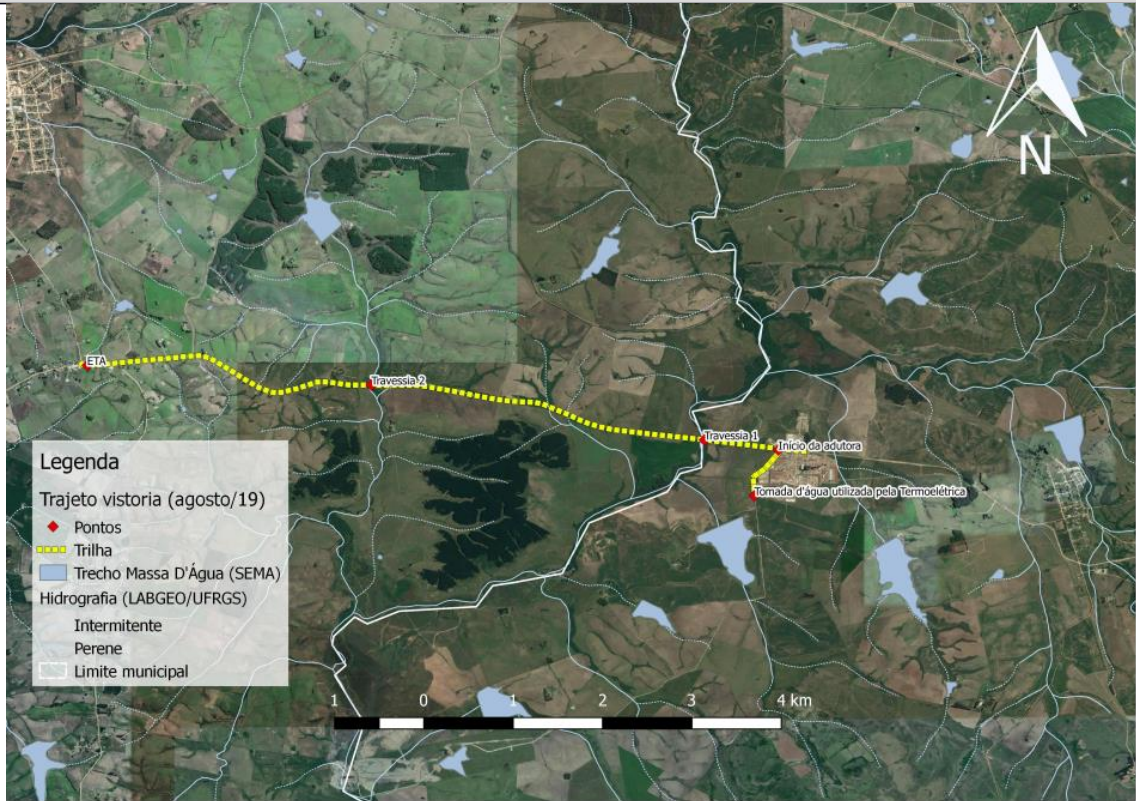 N
ETA
Travessia 2
Travessia 1
Início da adutora
Tomada d'água utilizada pela Termoelétrica
Legenda
Trajeto vistoria (agosto/19)
Pontos
Trilha
Trecho Massa D'Água (SEMA)
Hidrografia (LABGEO/UFRGS)
Intermitente
Perene
Limite municipal
1 0 1 2 3 4 km